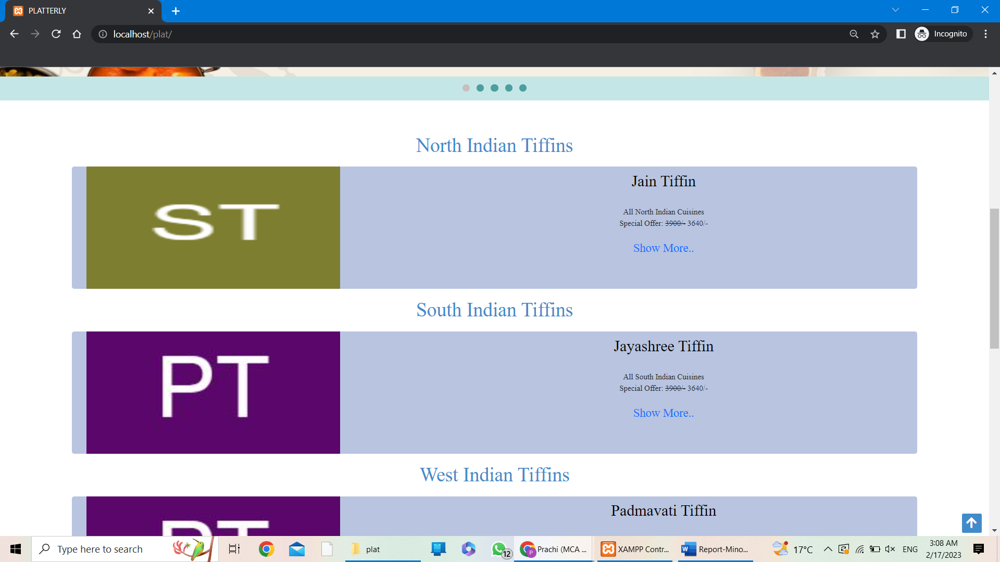 PLATTERLY
localhost/plat/
Incognito
North Indian Tiffins
ST
Jain Tiffin
All North Indian Cuisines
Special Offer: 3900/- 3640/-
Show More..
South Indian Tiffins
PT
Jayashree Tiffin
All South Indian Cuisines
Special Offer: 3900/- 3640/-
Show More..
West Indian Tiffins
PT
Padmavati Tiffin
Type here to search
plat
12
P
Prachi (MCA ...
XAMPP Contr...
W
Report-Mino...
17°C
ENG
3:08 AM
2/17/2023